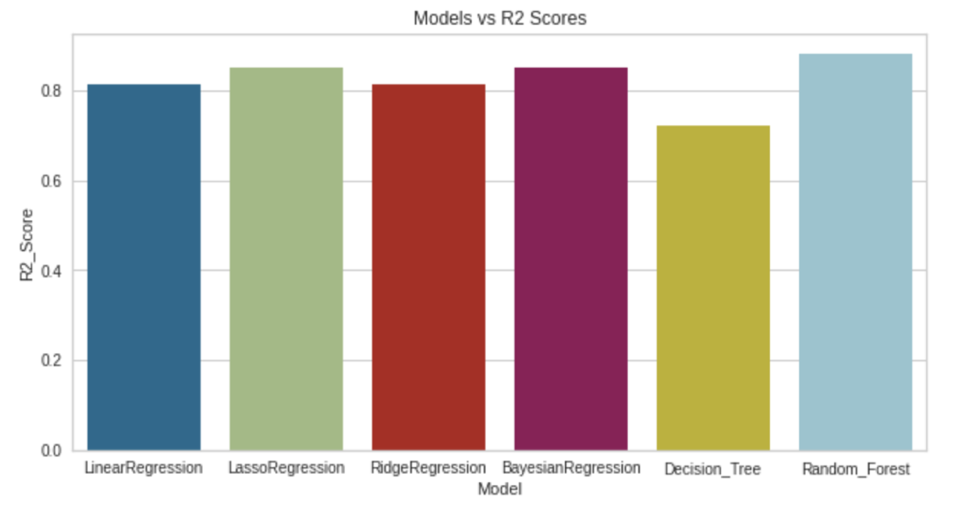 Models vs R2 Scores
R2_Score
0.8
0.6
0.4
0.2
0.0
LinearRegression LassoRegression RidgeRegression BayesianRegression Decision_Tree Random_Forest
Model